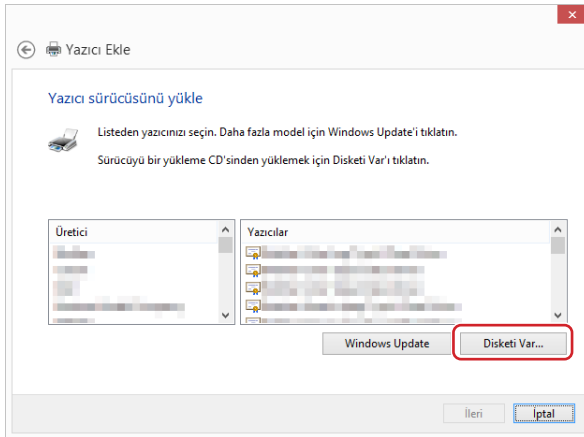 Yazıcı Ekle
Yazıcı sürücüsünü yükle
Listeden yazıcınızı seçin. Daha fazla model için Windows Update'i tıklatın.
Sürücüyü bir yükleme CD'sinden yüklemek için Disketi Var'ı tıklatın.
Üretici
Yazıcılar
Windows Update
Disketi Var...
İleri
İptal